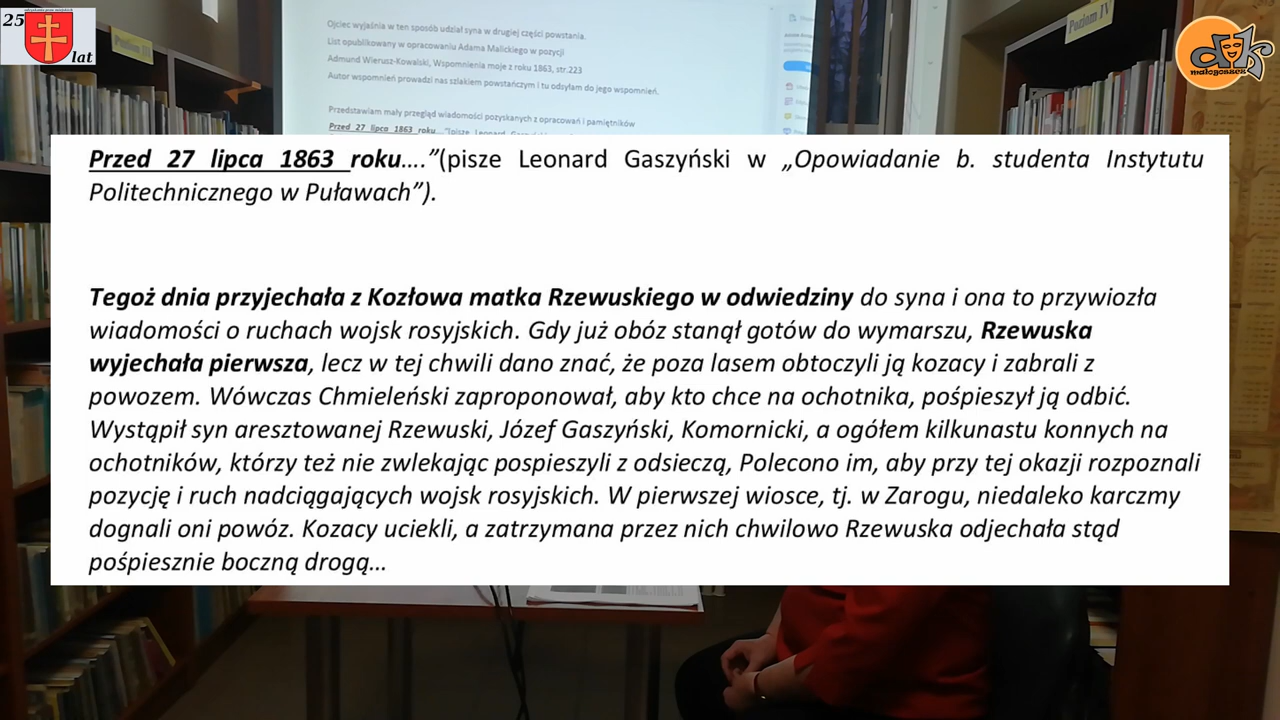 25
lat
Poziom IV
małogoszcz
Ojciec wyjaśnia w ten sposób udział syna w drugiej części powstania.
List opublikowany w opracowaniu Adama Malickiego w pozycji
Admund Wierusz-Kowalski, Wspomnienia moje z roku 1863, str.223
Autor wspomnień prowadzi nas szlakiem powstańczym i tu odsyłam do jego wspomnień.
Przedstawiam mały przegląd wiadomości pozyskanych z opracowań i pamiętników
Przed 27 lipca 1863 roku….”(pisze Leonard Gaszyński w „Opowiadanie b. studenta Instytutu
Politechnicznego w Puławach”).
Tegoż dnia przyjechała z Kozłowa matka Rzewuskiego w odwiedziny do syna i ona to przywiozła
wiadomości o ruchach wojsk rosyjskich. Gdy już obóz stanął gotów do wymarszu, Rzewuska
wyjechała pierwsza, lecz w tej chwili dano znać, że poza lasem obtoczyli ją kozacy i zabrali z
powozem. Wówczas Chmieleński zaproponował, aby kto chce na ochotnika, pośpieszył ją odbić.
Wystąpił syn aresztowanej Rzewuski, Józef Gaszyński, Komornicki, a ogółem kilkunastu konnych na
ochotników, którzy też nie zwlekając pospieszyli z odsieczą, Polecono im, aby przy tej okazji rozpoznali
pozycję i ruch nadciągających wojsk rosyjskich. W pierwszej wiosce, tj. w Zarogu, niedaleko karczmy
dognali oni powóz. Kozacy uciekli, a zatrzymana przez nich chwilowo Rzewuska odjechała stąd
pośpiesznie boczną drogą…